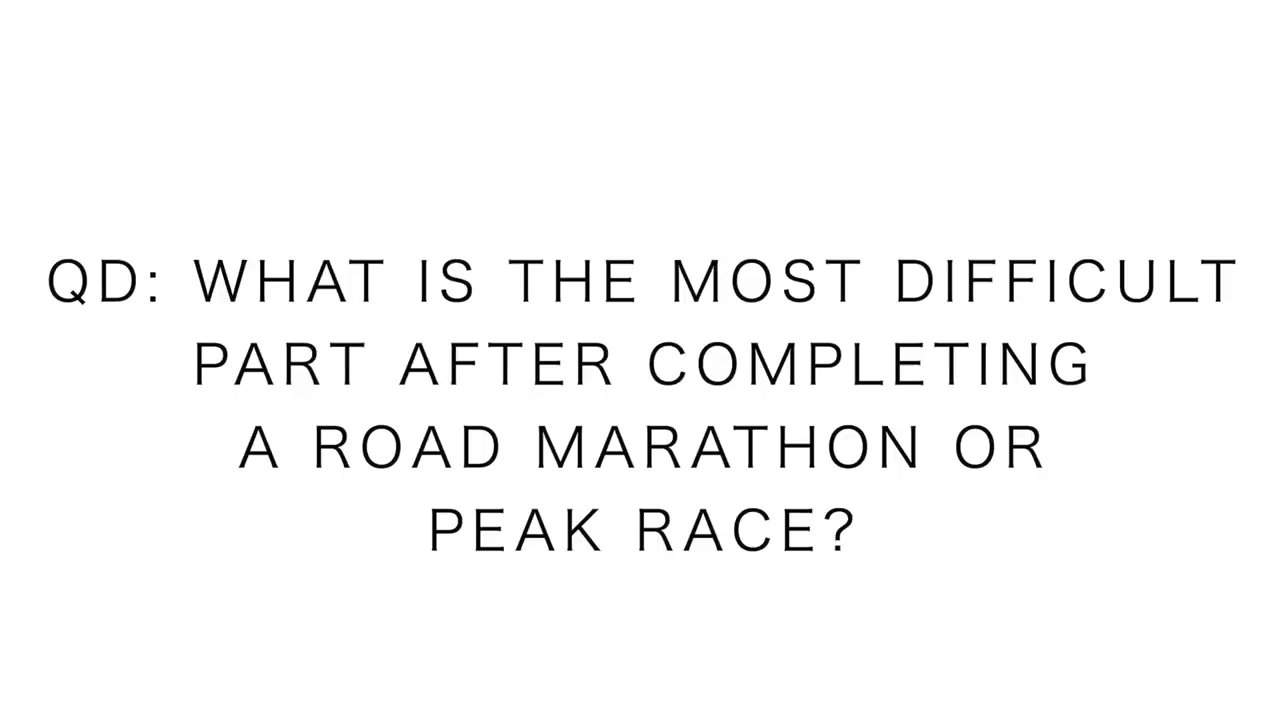 QD: WHAT IS THE MOST DIFFICULT
PART AFTER COMPLETING
A ROAD MARATHON OR
PEAK RACE?